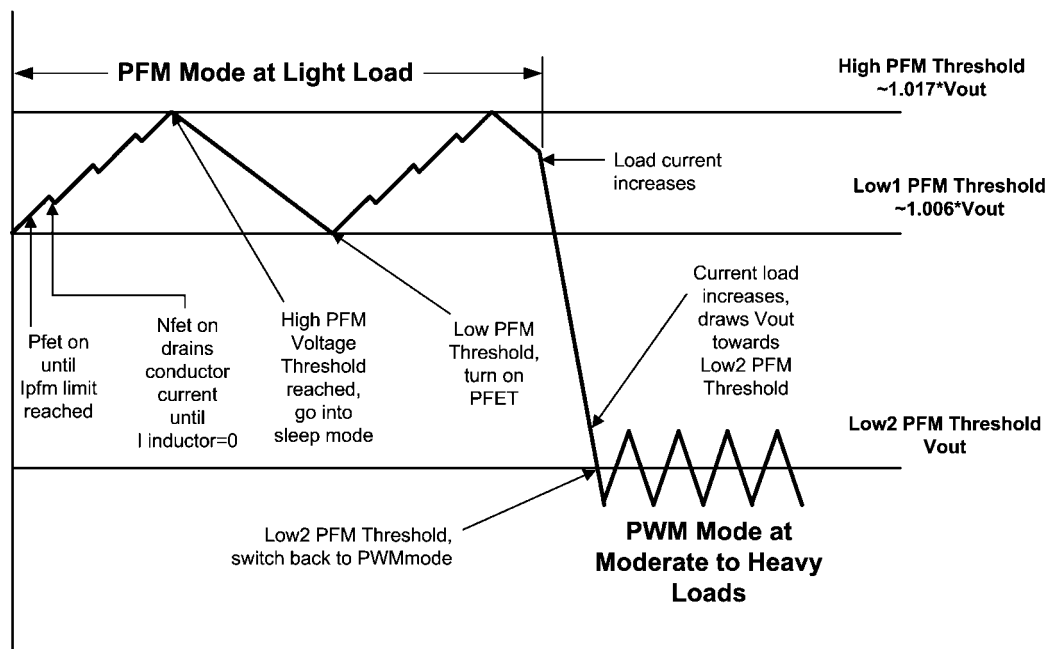 PFM Mode at Light Load
High PFM Threshold
~1.017*Vout
Load current
increases
Low1 PFM Threshold
~1.006*Vout
Pfet on
until
Ipfm limit
reached
Nfet on
drains
conductor
current
until
I inductor=0
High PFM
Voltage
Threshold
reached,
go into
sleep mode
Low PFM
Threshold,
turn on
PFET
Current load
increases,
draws Vout
towards
Low2 PFM
Threshold
Low2 PFM Threshold
Vout
Low2 PFM Threshold,
switch back to PWMmode
PWM Mode at
Moderate to Heavy
Loads